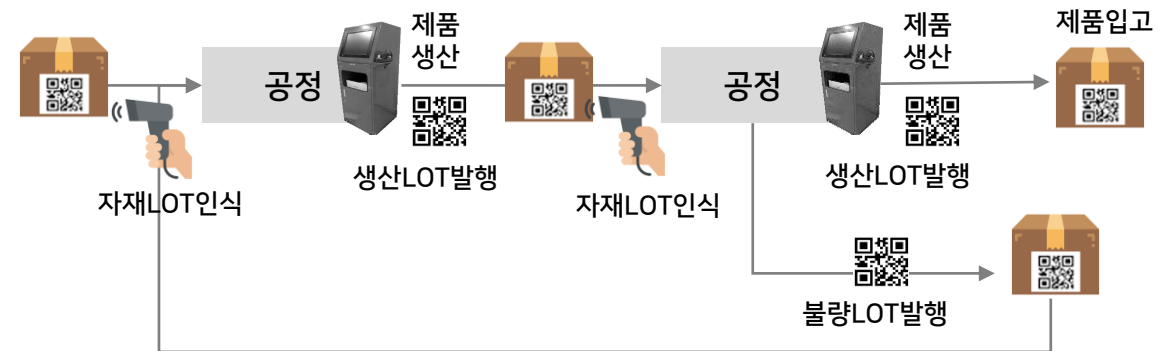 제품
생산
제품
생산
제품입고
공정
공정
생산LOT발행
생산LOT발행
자재LOT인식
자재LOT인식
불량LOT발행